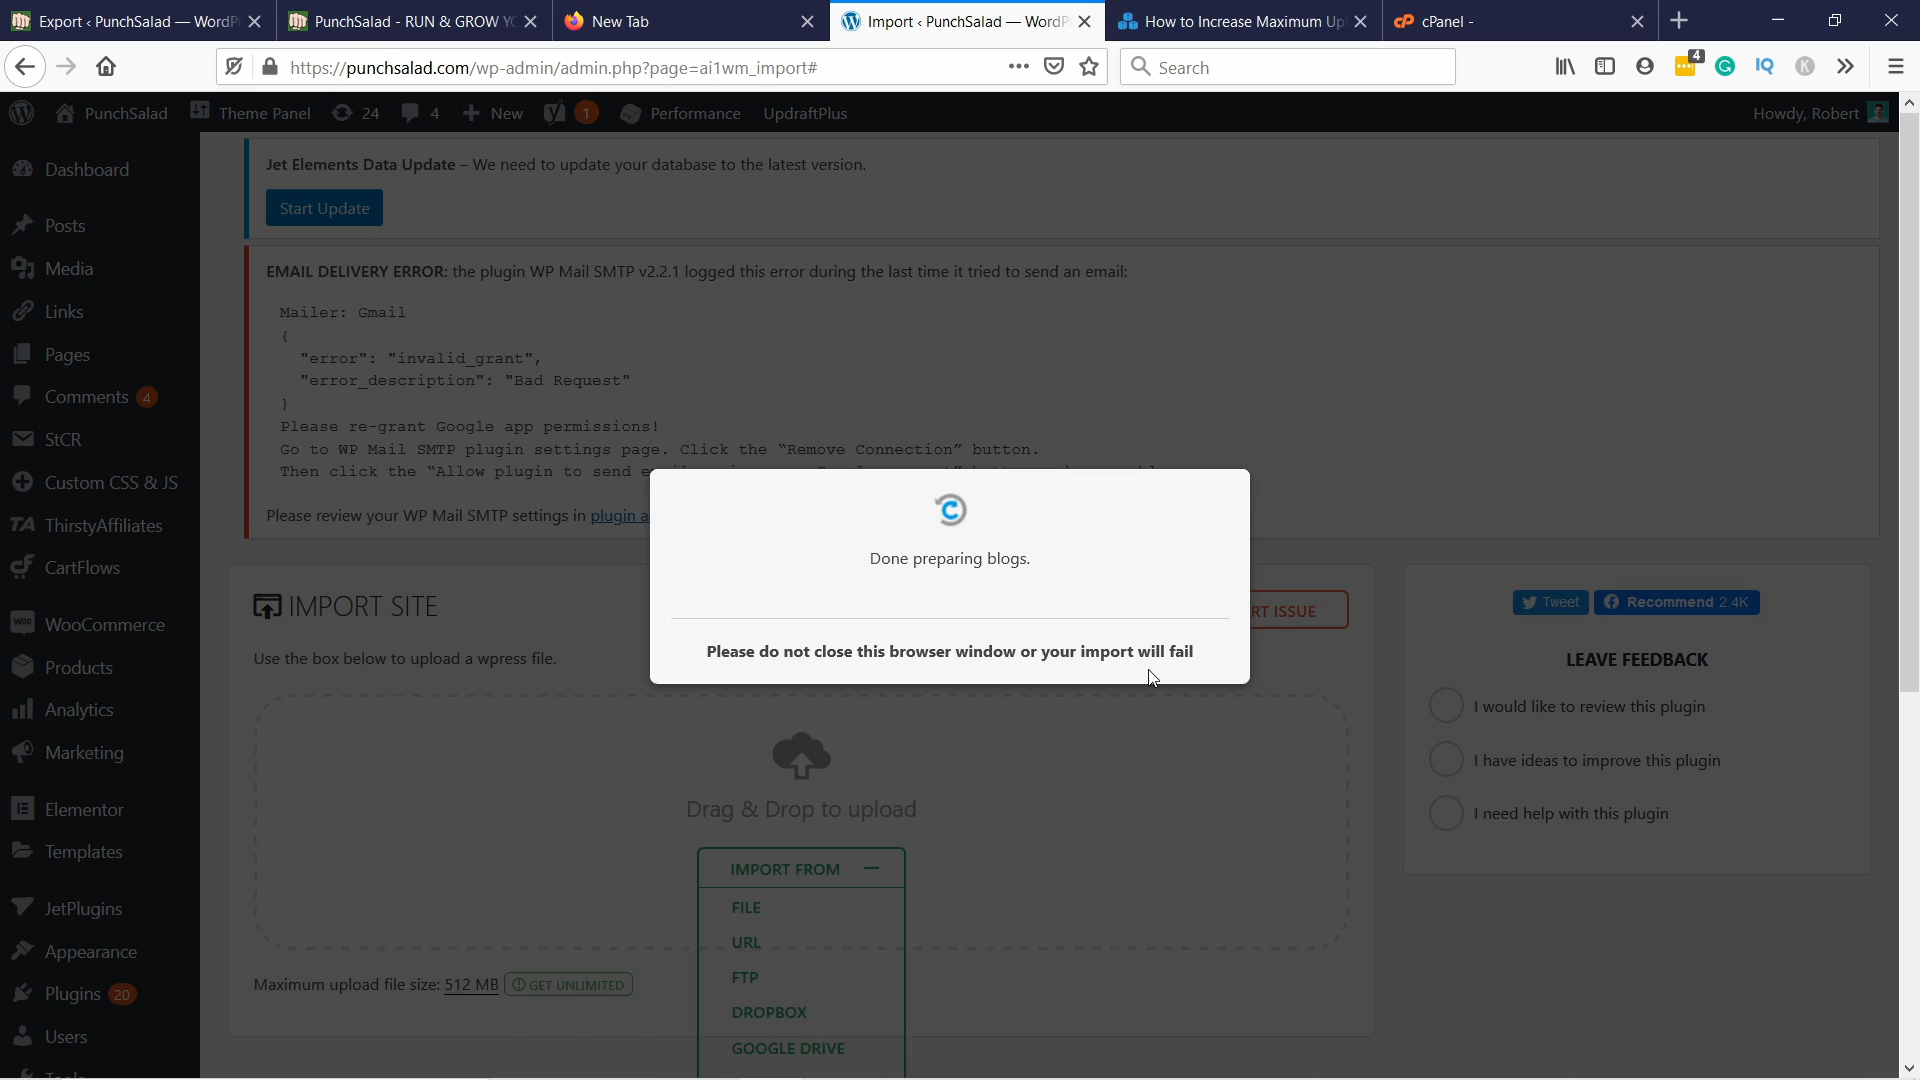 Export ‹ PunchSalad — WordP
PunchSalad - RUN & GROW YO
New Tab
Import ‹ PunchSalad — WordP
How to Increase Maximum Up
cPanel -
https://punchsalad.com/wp-admin/admin.php?page=ai1wm_import#
Search
4
IQ
K
PunchSalad
Theme Panel
24
4
New
1
Performance
UpdraftPlus
Howdy, Robert
Dashboard
Posts
Media
Links
Pages
Comments 4
StCR
Custom CSS & JS
ThirstyAffiliates
CartFlows
WooCommerce
Products
Analytics
Marketing
Elementor
Templates
JetPlugins
Appearance
Plugins 20
Users
Jet Elements Data Update – We need to update your database to the latest version.
Start Update
EMAIL DELIVERY ERROR: the plugin WP Mail SMTP v2.2.1 logged this error during the last time it tried to send an email:
Mailer: Gmail
{
"error": "invalid_grant",
"error_description": "Bad Request"
}
Please re-grant Google app permissions!
Go to WP Mail SMTP plugin settings page. Click the “Remove Connection” button.
Then click the “Allow plugin to send
Please review your WP Mail SMTP settings in plugin a
Done preparing blogs.
Please do not close this browser window or your import will fail
IMPORT SITE
RT ISSUE
Use the box below to upload a wpress file.
Drag & Drop to upload
IMPORT FROM
FILE
URL
FTP
DROPBOX
GOOGLE DRIVE
Maximum upload file size: 512 MB
GET UNLIMITED
Tweet
Recommend 2.4K
LEAVE FEEDBACK
I would like to review this plugin
I have ideas to improve this plugin
I need help with this plugin